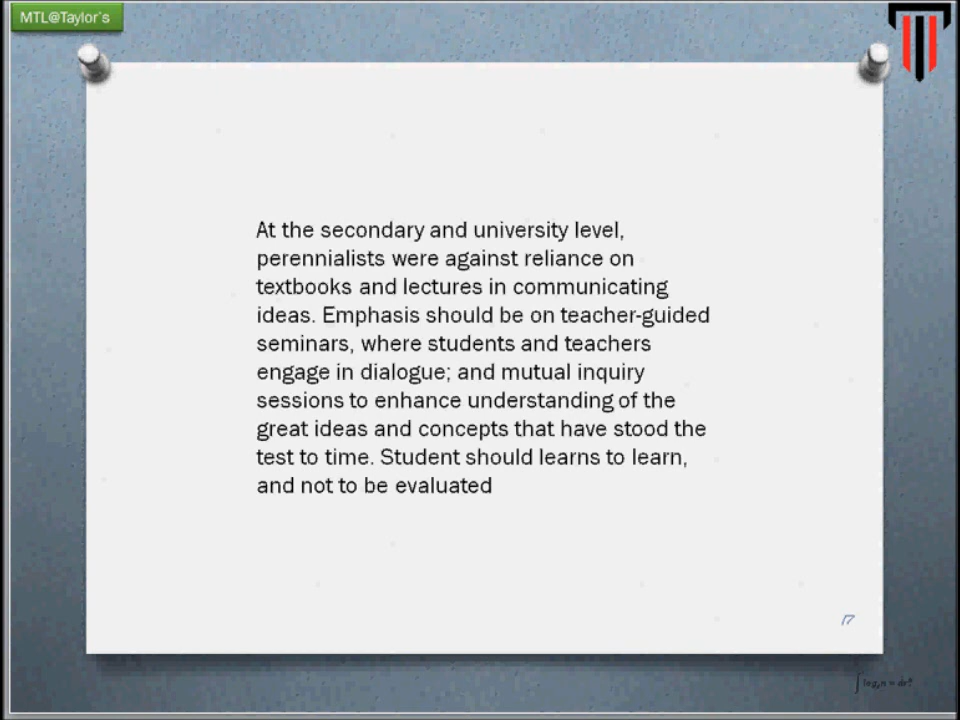 MTL@Taylor's
At the secondary and university level,
perennialists were against reliance on
textbooks and lectures in communicating
ideas. Emphasis should be on teacher-guided
seminars, where students and teachers
engage in dialogue; and mutual inquiry
sessions to enhance understanding of the
great ideas and concepts that have stood the
test to time. Student should learns to learn,
and not to be evaluated
17